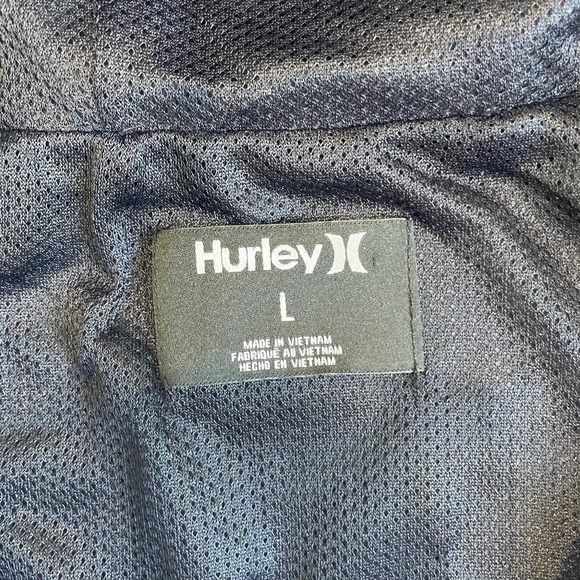 Hurley
L
MADE IN VIETNAM
FABRIQUÉ AU VIETNAM
HECHO EN VIETNAM